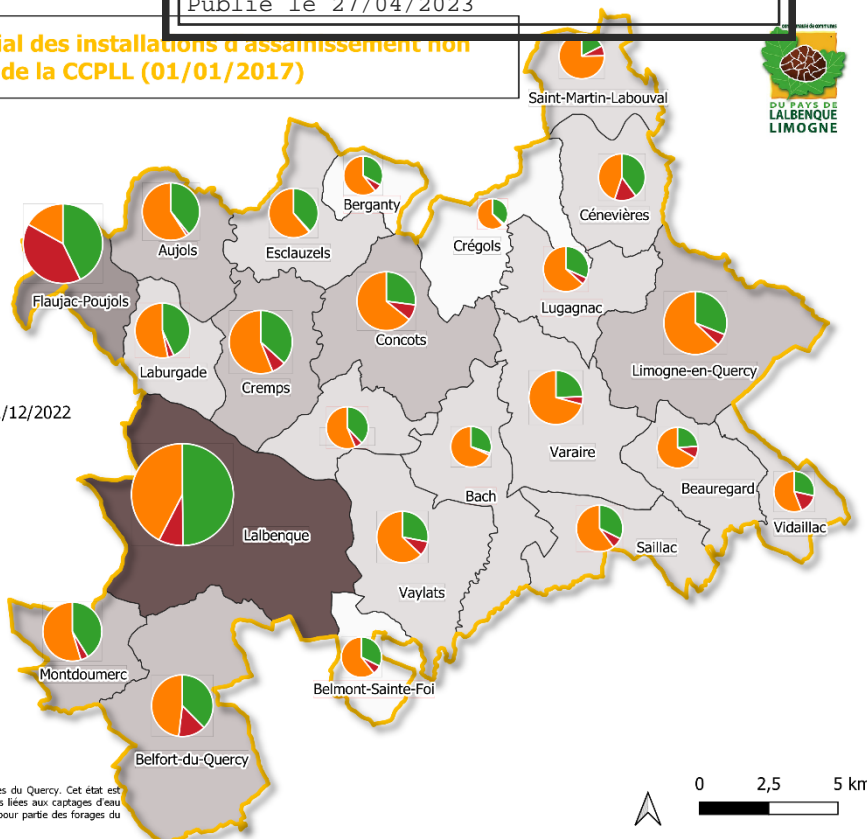 Publié le 27/04/2023
ial des installations d'assainissement non
de la CCPLL (01/01/2017)
DU PAYS DE
LALBENQUE
LIMOGNE
Saint-Martin-Labouval
Berganty
Cénevières
Aujols
Esclauzels
Crégols
Flaujac-Poujols
Lugagnac
Concots
Laburgade
Limogne-en-Quercy
Cremps
/12/2022
Varaire
Beauregard
Bach
Vidaillac
Lalbenque
Saillac
Vaylats
Montdoumerc
Belmont-Sainte-Foi
Belfort-du-Quercy
es du Quercy. Cet état est
s liées aux captages d'eau
pour partie des forages du
0 2,5 5 km